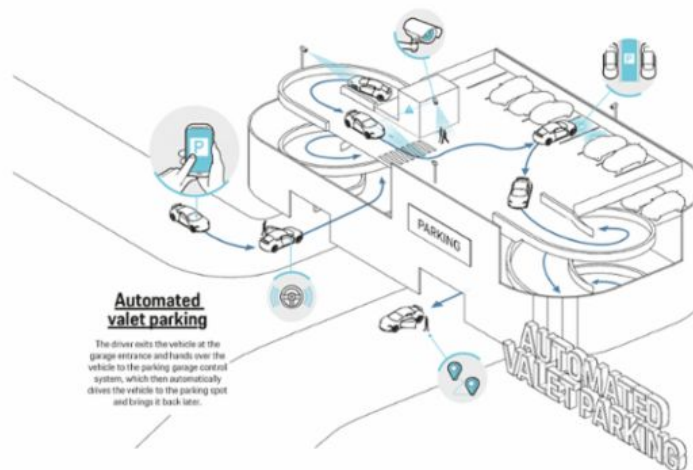 P
P
PARKING
Automated
valet parking
The driver exits the vehicle at the
garage entrance and hands over the
vehicle to the parking garage control
system, which then automatically
drives the vehicle to the parking spot
and brings it back later.
AUTOMATED
VALET PARKING